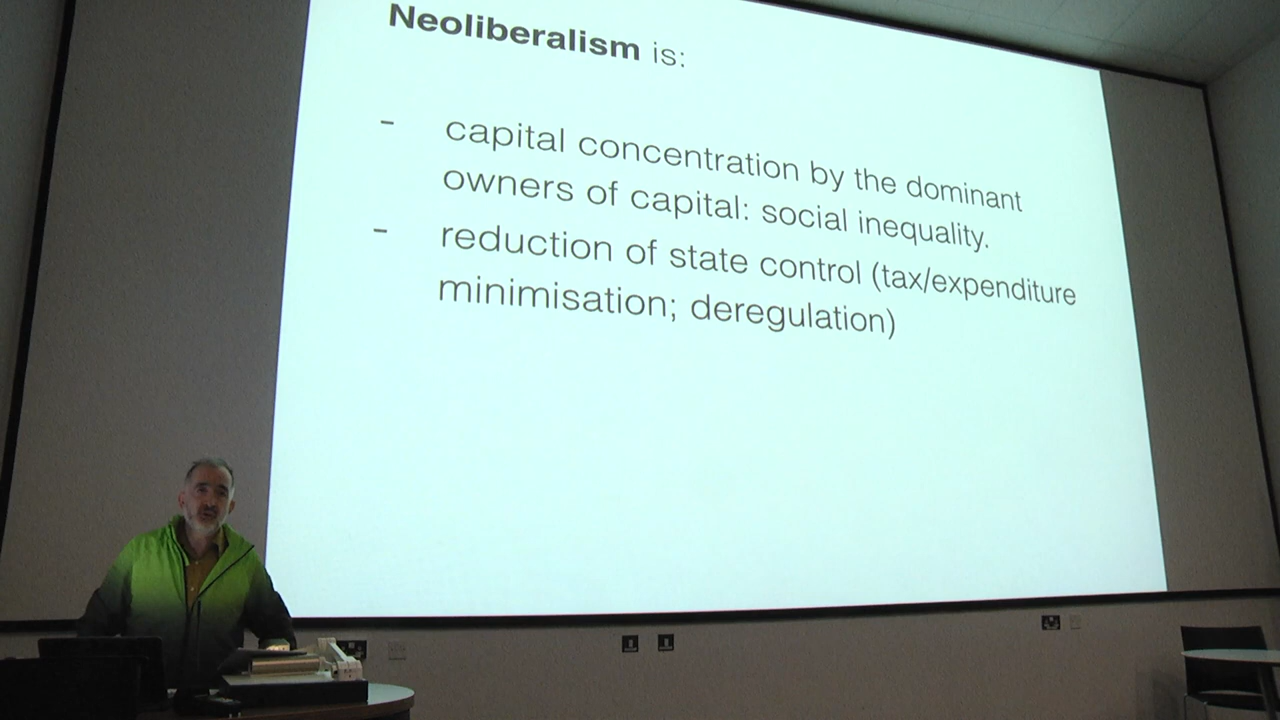 Neoliberalism is:
- capital concentration by the dominant
owners of capital: social inequality.
- reduction of state control (tax/expenditure
minimisation; deregulation)